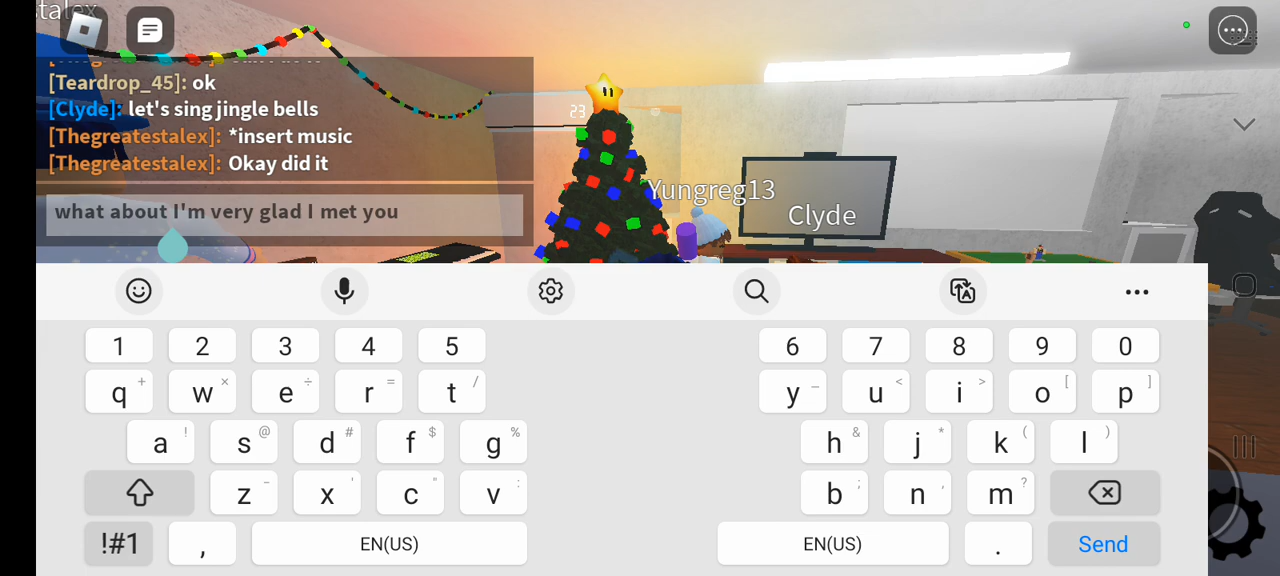 stalex
[Teardrop_45]: ok
[Clyde]: let's sing jingle bells
[Thegreatestalex]: *insert music
[Thegreatestalex]: Okay did it
what about I'm very glad I met you
23
Yungreg13
Clyde
1 2 3 4 5 6 7 8 9 0
q + w × e ÷ r = t / y _ u < i > o [ p ]
a ! s @ d # f $ g % h & j * k ( l )
z - x ' c " v : b ; n , m ?
!#1 , EN(US) EN(US) . Send